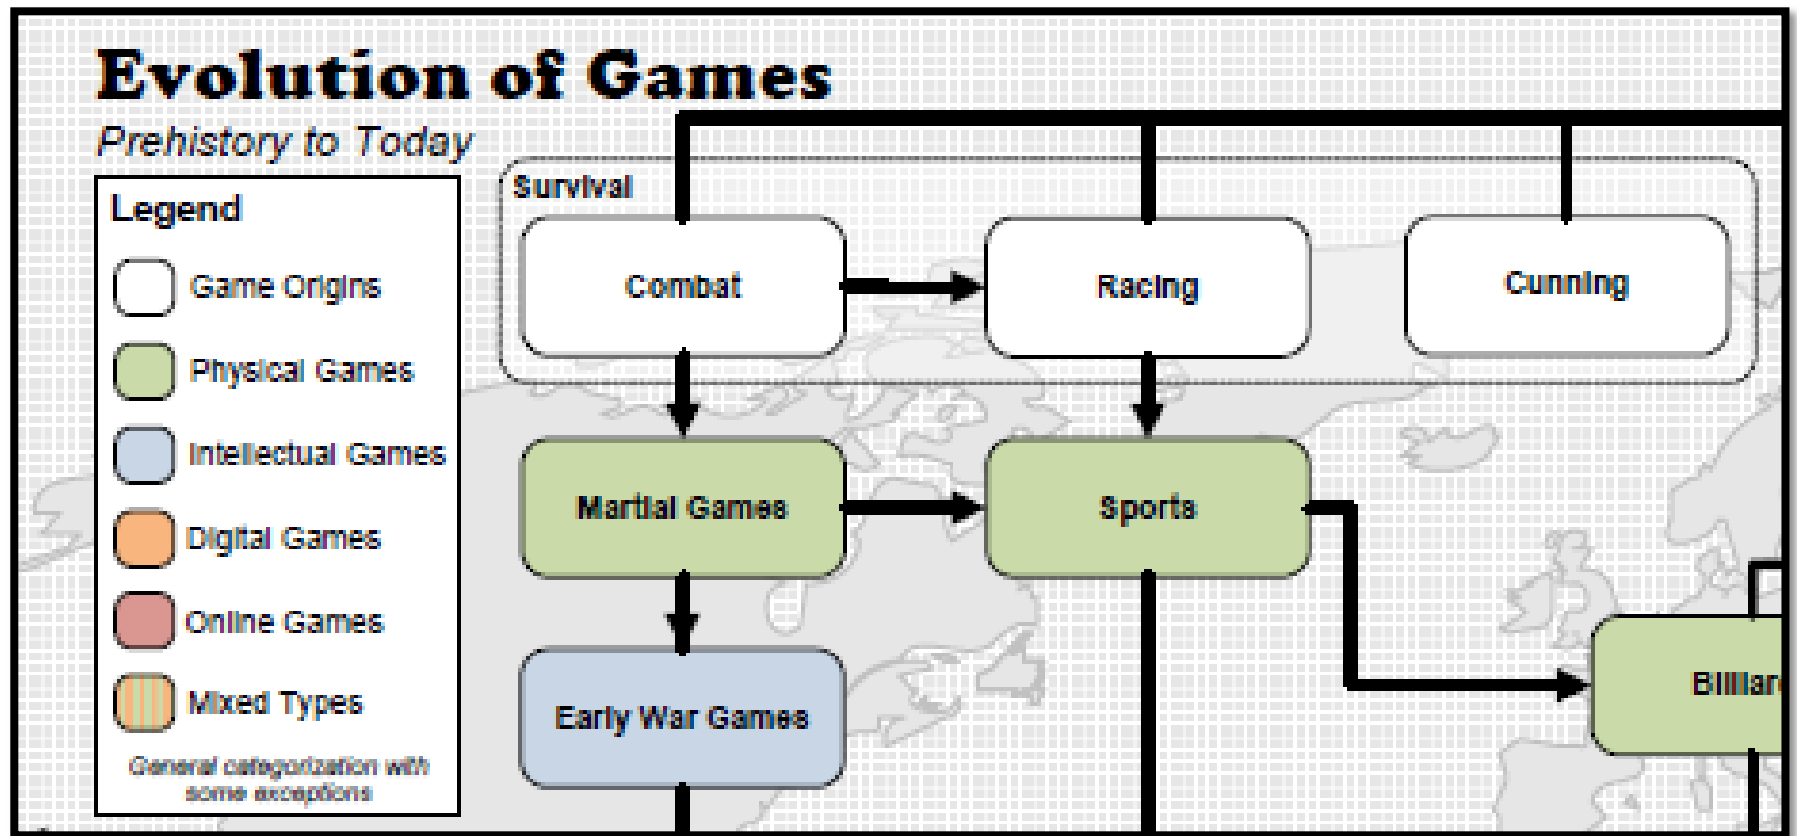 Evolution of Games
Prehistory to Today
Legend
Game Origins
Physical Games
Intellectual Games
Digital Games
Online Games
Mixed Types
General categorization with
some exceptions
Survival
Combat
Racing
Cunning
Martial Games
Sports
Early War Games